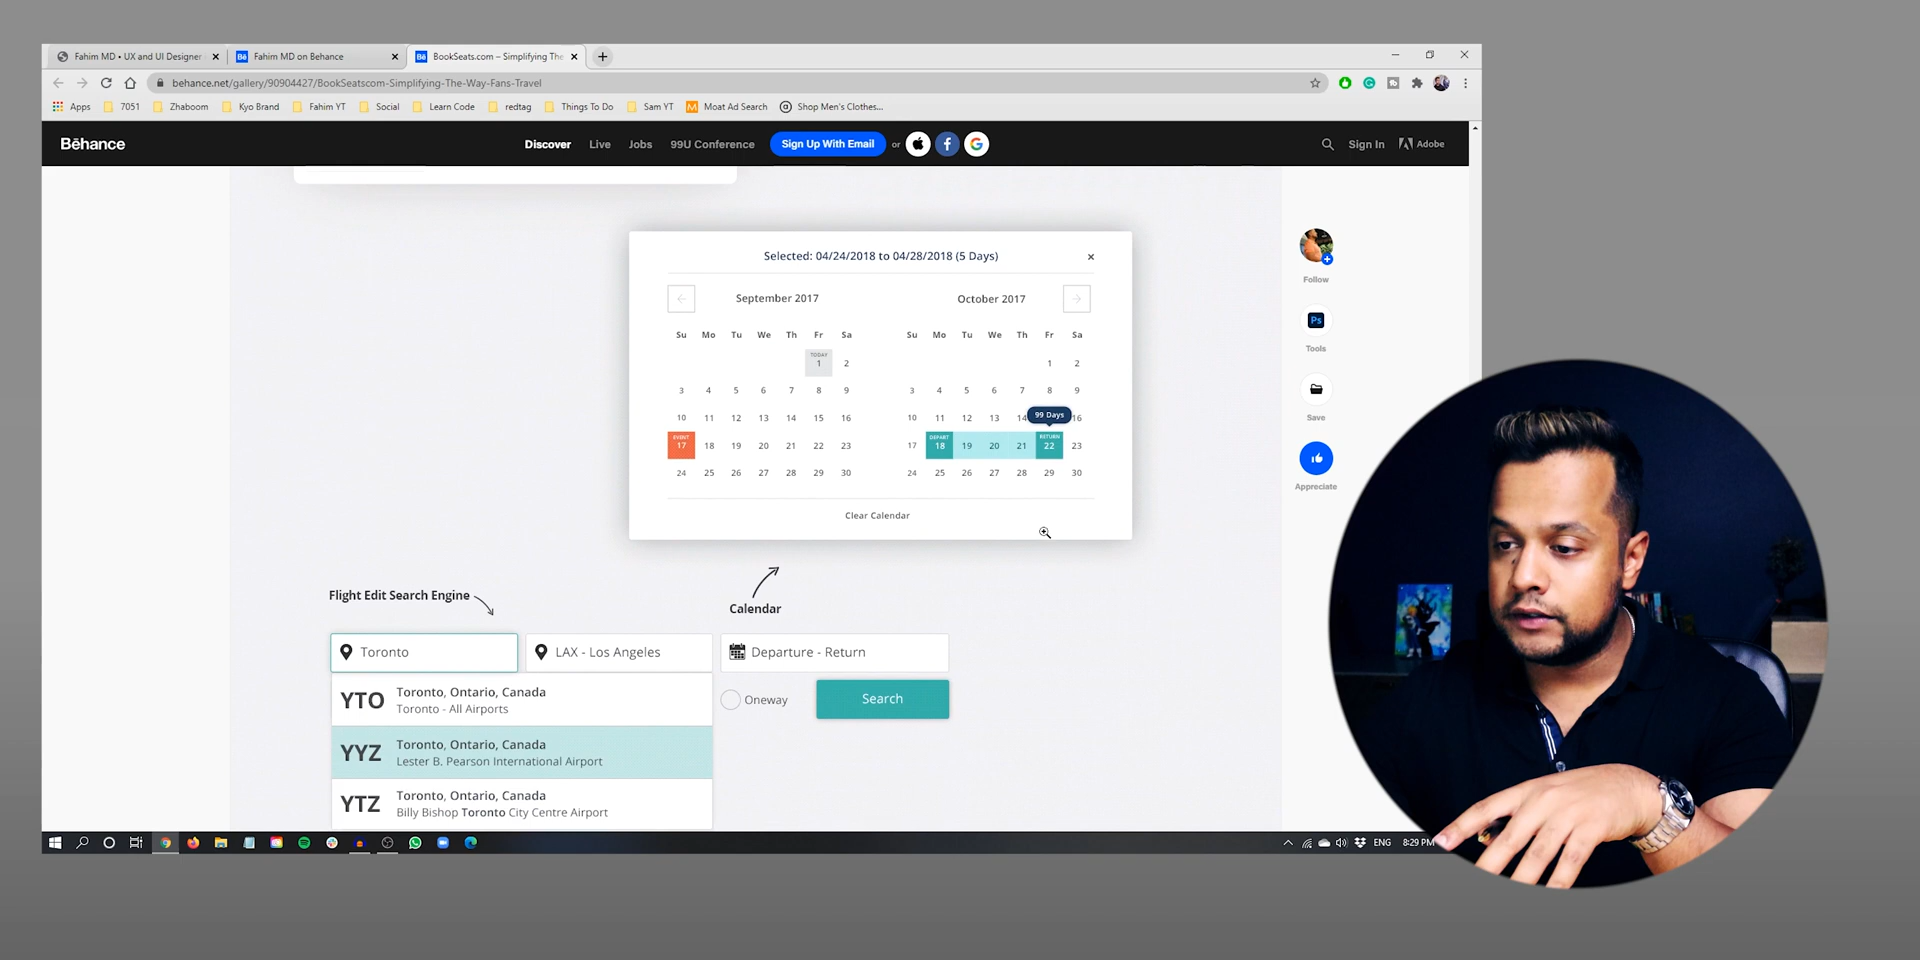 Fahim MD • UX and UI Designer
Fahim MD on Behance
BookSeats.com – Simplifying The
behance.net/gallery/90904427/BookSeatscom-Simplifying-The-Way-Fans-Travel
Apps 7051 Zhaboom Kyo Brand Fahim YT Social Learn Code redtag Things To Do Sam YT Moat Ad Search Shop Men's Clothes...
Bēhance Discover Live Jobs 99U Conference Sign Up With Email or Sign In Adobe
Selected: 04/24/2018 to 04/28/2018 (5 Days)
September 2017
Su Mo Tu We Th Fr Sa
TODAY
1 2
3 4 5 6 7 8 9
10 11 12 13 14 15 16
EVENT
17 18 19 20 21 22 23
24 25 26 27 28 29 30
October 2017
Su Mo Tu We Th Fr Sa
1 2
3 4 5 6 7 8 9
99 Days
10 11 12 13 14 16
DEPART RETURN
17 18 19 20 21 22 23
24 25 26 27 28 29 30
Clear Calendar
Follow
Ps
Tools
Save
Appreciate
Flight Edit Search Engine
Calendar
Toronto
LAX - Los Angeles
Departure - Return
YTO Toronto, Ontario, Canada
Toronto - All Airports
Oneway
Search
YYZ Toronto, Ontario, Canada
Lester B. Pearson International Airport
YTZ Toronto, Ontario, Canada
Billy Bishop Toronto City Centre Airport
ENG 8:29 PM